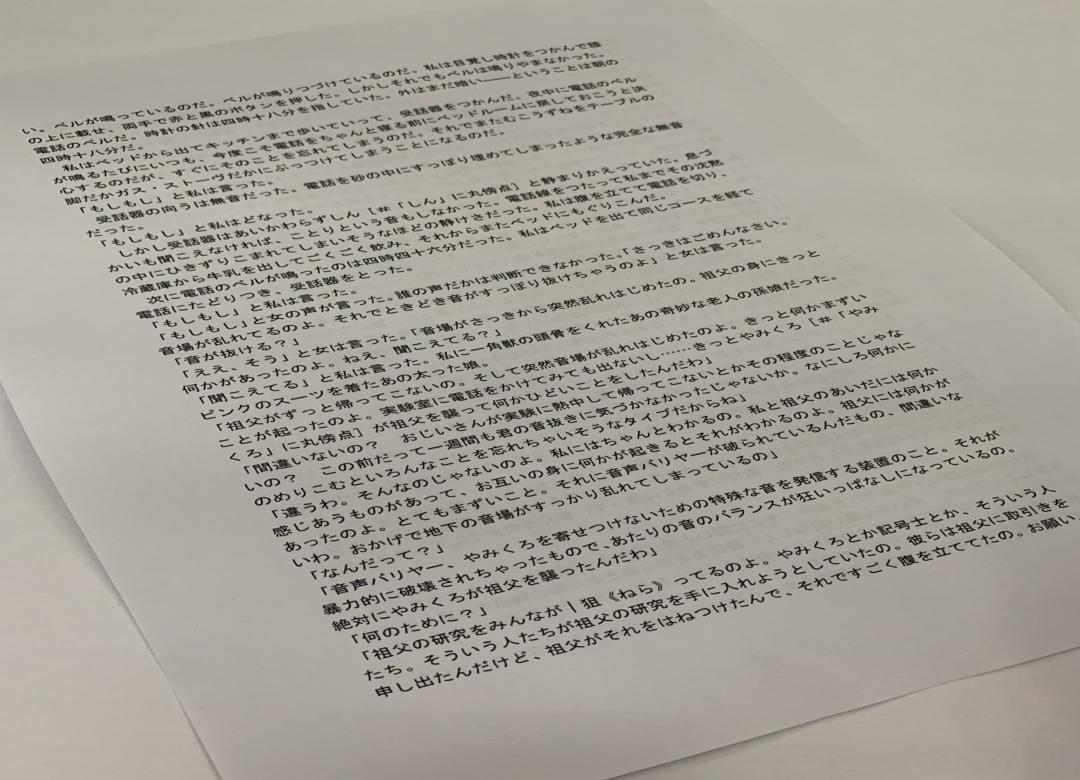 ベルが鳴っているのだ。ベルが鳴りつづけているのだ。私は目覚し時計をつかんで膝
い。ベルが鳴っているのだ。
の上に載せ、両手で赤と黒のボタンを押した。しかしそれでもベルは鳴りやまなかった。
電話のベルだ。時計の針は四時十八分を指していた。外はまだ暗い――ということは朝の
四時十八分だ。
私はベッドから出てキッチンまで歩いていって、受話器をつかんだ。夜中に電話のベル
が鳴るたびにいつも、今度こそ電話をちゃんと寝る前にベッドルームに戻しておこうと決
心するのだが、すぐにそのことを忘れてしまうのだ。それでまたむこうずねをテーブルの
脚だかガス・ストーヴだかにぶっつけてしまうことになるのだ。
「もしもし」と私は言った。
受話器の向うは無音だった。電話を砂の中にすっぽり埋めてしまったような完全な無音
だった。
「もしもし」と私はどなった。
しかし受話器はあいかわらずしん［＃「しん」に丸傍点］と静まりかえっていた。息づ
かいも聞こえなければ、ことりという音もしなかった。電話線をつたって私までその沈黙
の中にひきずりこまれてしまいそうなほどの静けさだった。私は腹を立てて電話を切り、
冷蔵庫から牛乳を出してごくごく飲み、それからまたベッドにもぐりこんだ。
次に電話のベルが鳴ったのは四時四十六分だった。私はベッドを出て同じコースを経て
電話にたどりつき、受話器をとった。
「もしもし」と私は言った。
「もしもし」と女の声が言った。誰の声だかは判断できなかった。「さっきはごめんなさい。
音場が乱れてるのよ。それでときどき音がすっぽり抜けちゃうのよ」と女は言った。
「音が抜ける？」
「ええ、そう」と女は言った。「音場がさっきから突然乱れはじめたの。祖父の身にきっと
何かがあったのよ。ねえ、聞こえてる？」
「聞こえてる」と私は言った。私に一角獣の頭骨をくれたあの奇妙な老人の孫娘だった。
ピンクのスーツを着たあの太った娘。
「祖父がずっと帰ってこないの。そして突然音場が乱れはじめたのよ。きっと何かまずい
ことが起ったのよ。実験室に電話をかけてみても出ないし……きっとやみくろ［＃「やみ
くろ」に丸傍点］が祖父を襲って何かひどいことをしたんだわ」
「間違いないの？　おじいさんが実験に熱中して帰ってこないとかその程度のことじゃな
いの？　この前だって一週間も君の音抜きに気づかなかったじゃないか。なにしろ何かに
のめりこむといろんなことを忘れちゃいそうなタイプだからね」
「違うわ。そんなのじゃないのよ。私にはちゃんとわかるの。私と祖父のあいだには何か
感じあうものがあって、お互いの身に何かが起きるとそれがわかるのよ。祖父には何かが
あったのよ。とてもまずいこと。それに音声バリヤーが破られているんだもの、間違いな
いわ。おかげで地下の音場がすっかり乱れてしまっているの」
「なんだって？」
「音声バリヤー、やみくろを寄せつけないための特殊な音を発信する装置のこと。それが
暴力的に破壊されちゃったもので、あたりの音のバランスが狂いっぱなしになっているの。
絶対にやみくろが祖父を襲ったんだわ」
「何のために？」
「祖父の研究をみんなが｜狙《ねら》ってるのよ。やみくろとか記号士とか、そういう人
たち。そういう人たちが祖父の研究を手に入れようとしていたの。彼らは祖父に取引きを
申し出たんだけど、祖父がそれをはねつけたんで、それですごく腹を立ててたの。お願い、